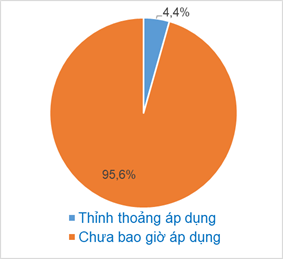 4,4%
95,6%
Thỉnh thoảng áp dụng
Chưa bao giờ áp dụng